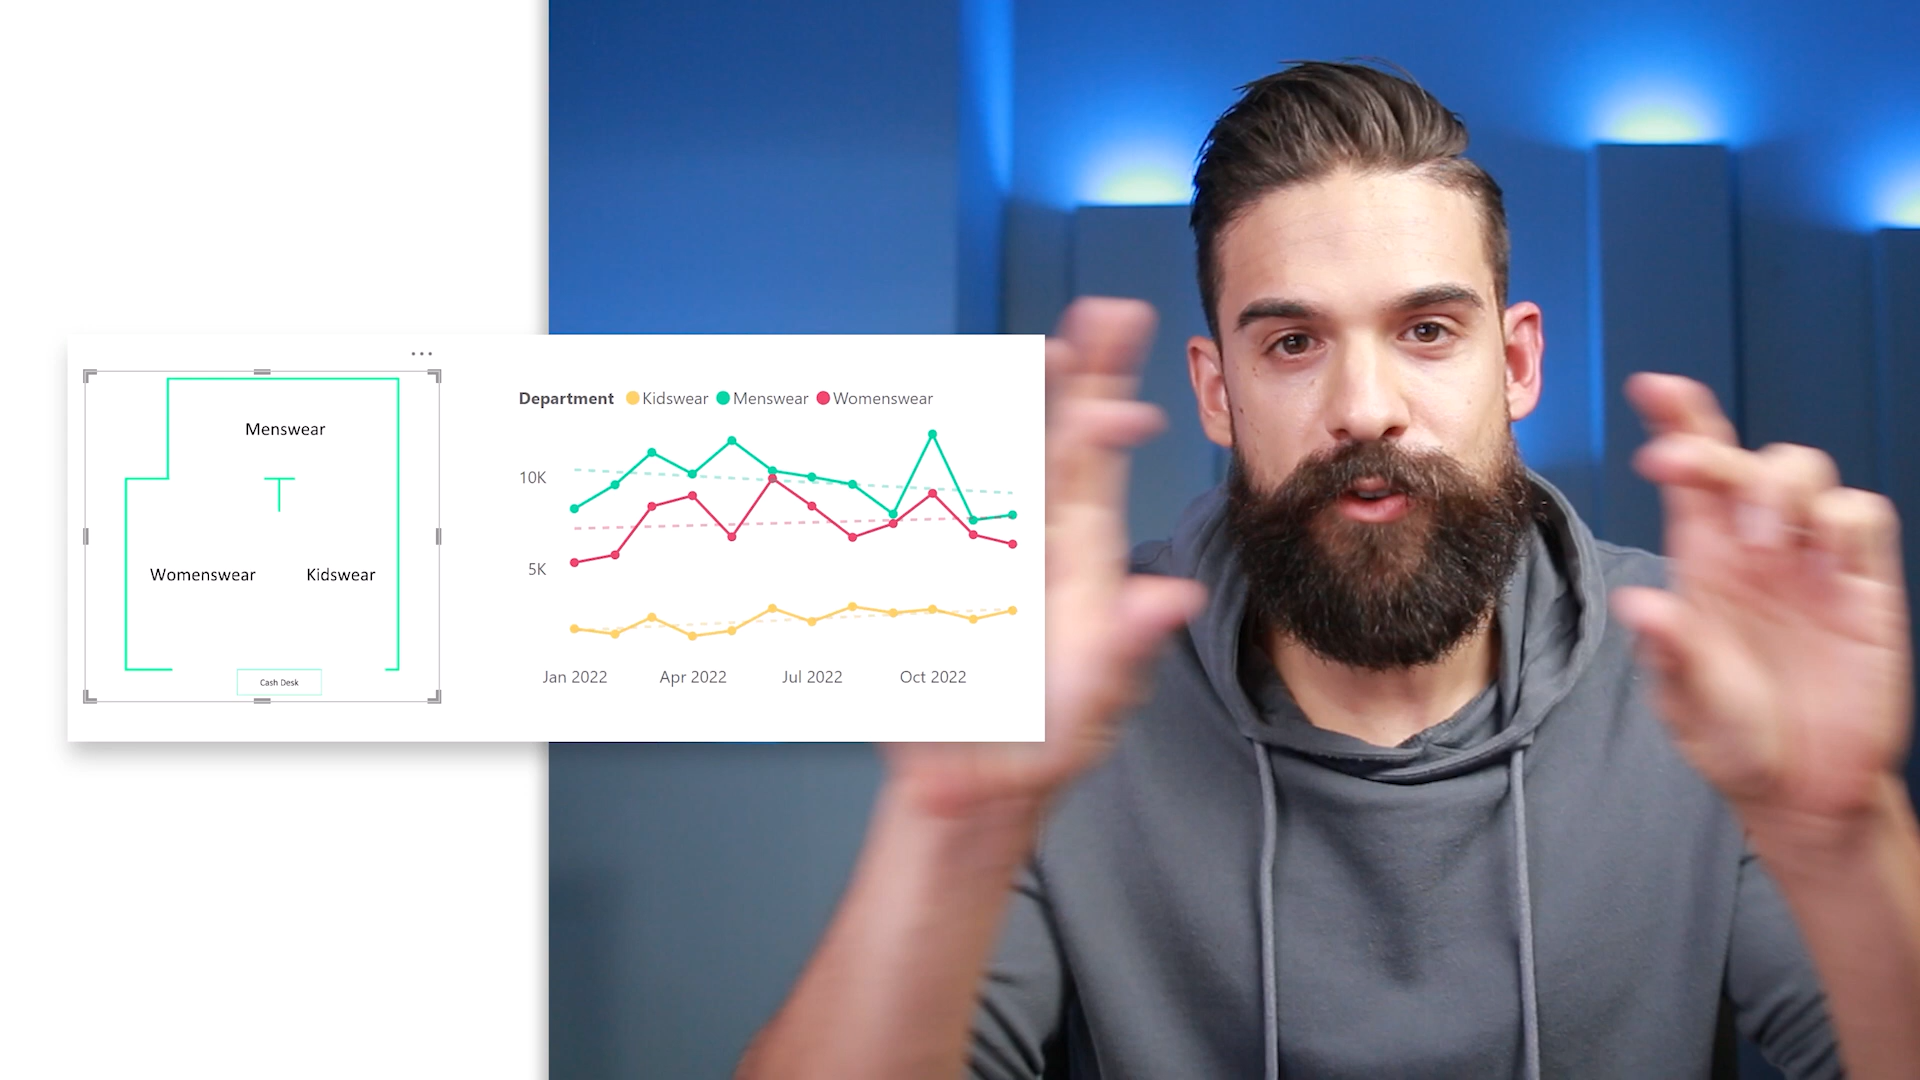 Menswear
Womenswear Kidswear
Cash Desk
Department Kidswear Menswear Womenswear
10K
5K
Jan 2022 Apr 2022 Jul 2022 Oct 2022